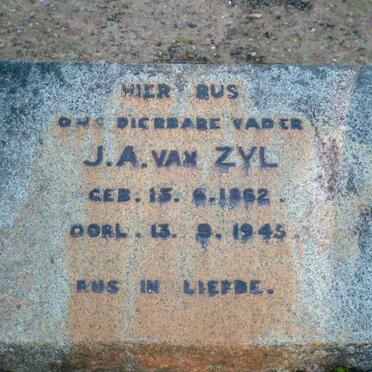 HIER RUS
ONS DIERBARE VADER
J.A. VAN ZYL
GEB. 15. 6. 1862.
OORL. 13. 9. 1945.
RUS IN LIEFDE.